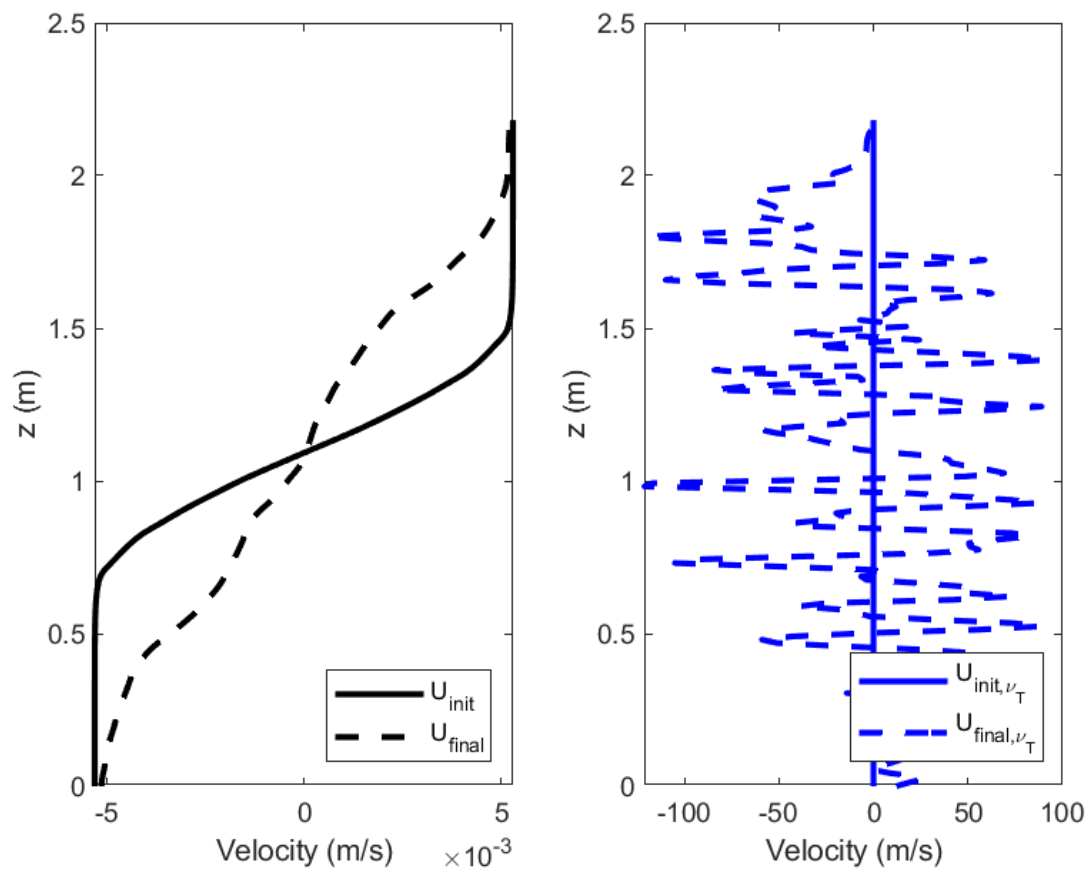 2.5
2
1.5
1
0.5
0
z (m)
-5
0
5
×10⁻³
Velocity (m/s)
U_init
U_final
2.5
2
1.5
1
0.5
0
z (m)
-100
-50
0
50
100
Velocity (m/s)
U_init,ν_T
U_final,ν_T